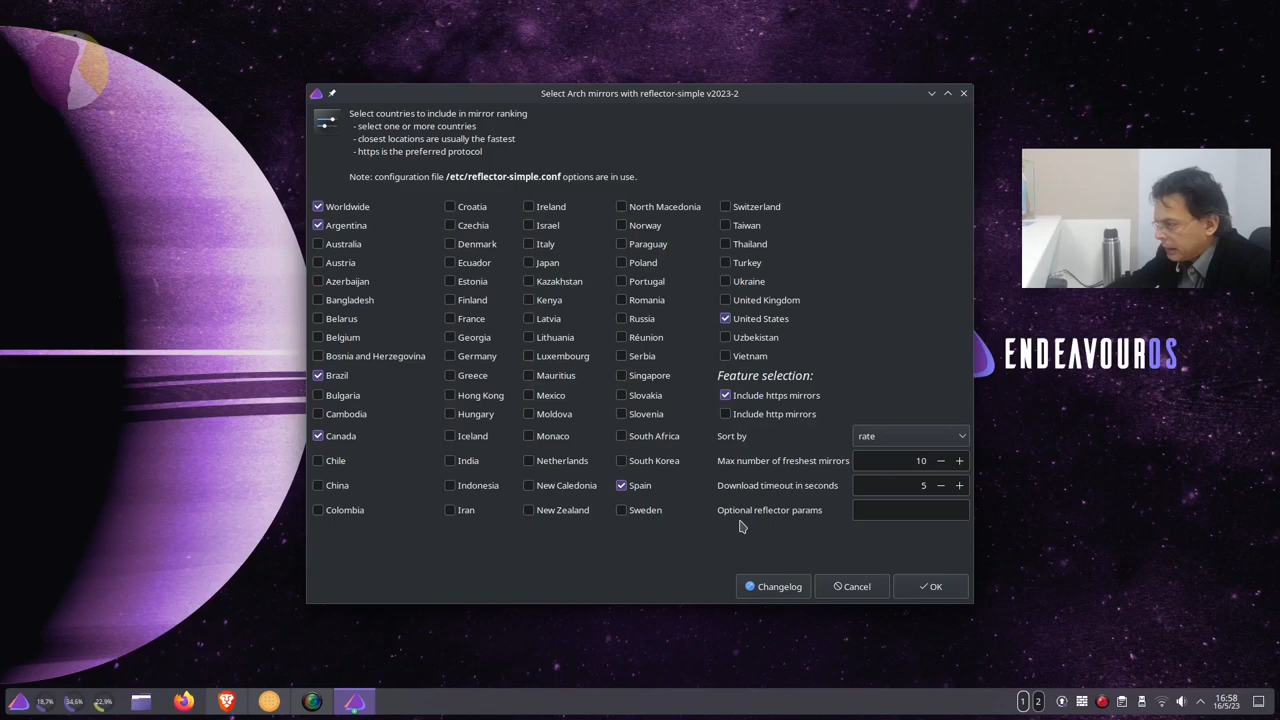 Select Arch mirrors with reflector-simple v2023-2
Select countries to include in mirror ranking
- select one or more countries
- closest locations are usually the fastest
- https is the preferred protocol
Note: configuration file /etc/reflector-simple.conf options are in use.
Worldwide Croatia Ireland North Macedonia Switzerland
Argentina Czechia Israel Norway Taiwan
Australia Denmark Italy Paraguay Thailand
Austria Ecuador Japan Poland Turkey
Azerbaijan Estonia Kazakhstan Portugal Ukraine
Bangladesh Finland Kenya Romania United Kingdom
Belarus France Latvia Russia United States
Belgium Georgia Lithuania Réunion Uzbekistan
Bosnia and Herzegovina Germany Luxembourg Serbia Vietnam
Brazil Greece Mauritius Singapore Feature selection:
Bulgaria Hong Kong Mexico Slovakia Include https mirrors
Cambodia Hungary Moldova Slovenia Include http mirrors
Canada Iceland Monaco South Africa Sort by rate
Chile India Netherlands South Korea Max number of freshest mirrors 10
China Indonesia New Caledonia Spain Download timeout in seconds 5
Colombia Iran New Zealand Sweden Optional reflector params
Changelog Cancel OK
ENDEAVOUROS
18,7% 34,6% 22,9% 1 2 16:58
16/5/23